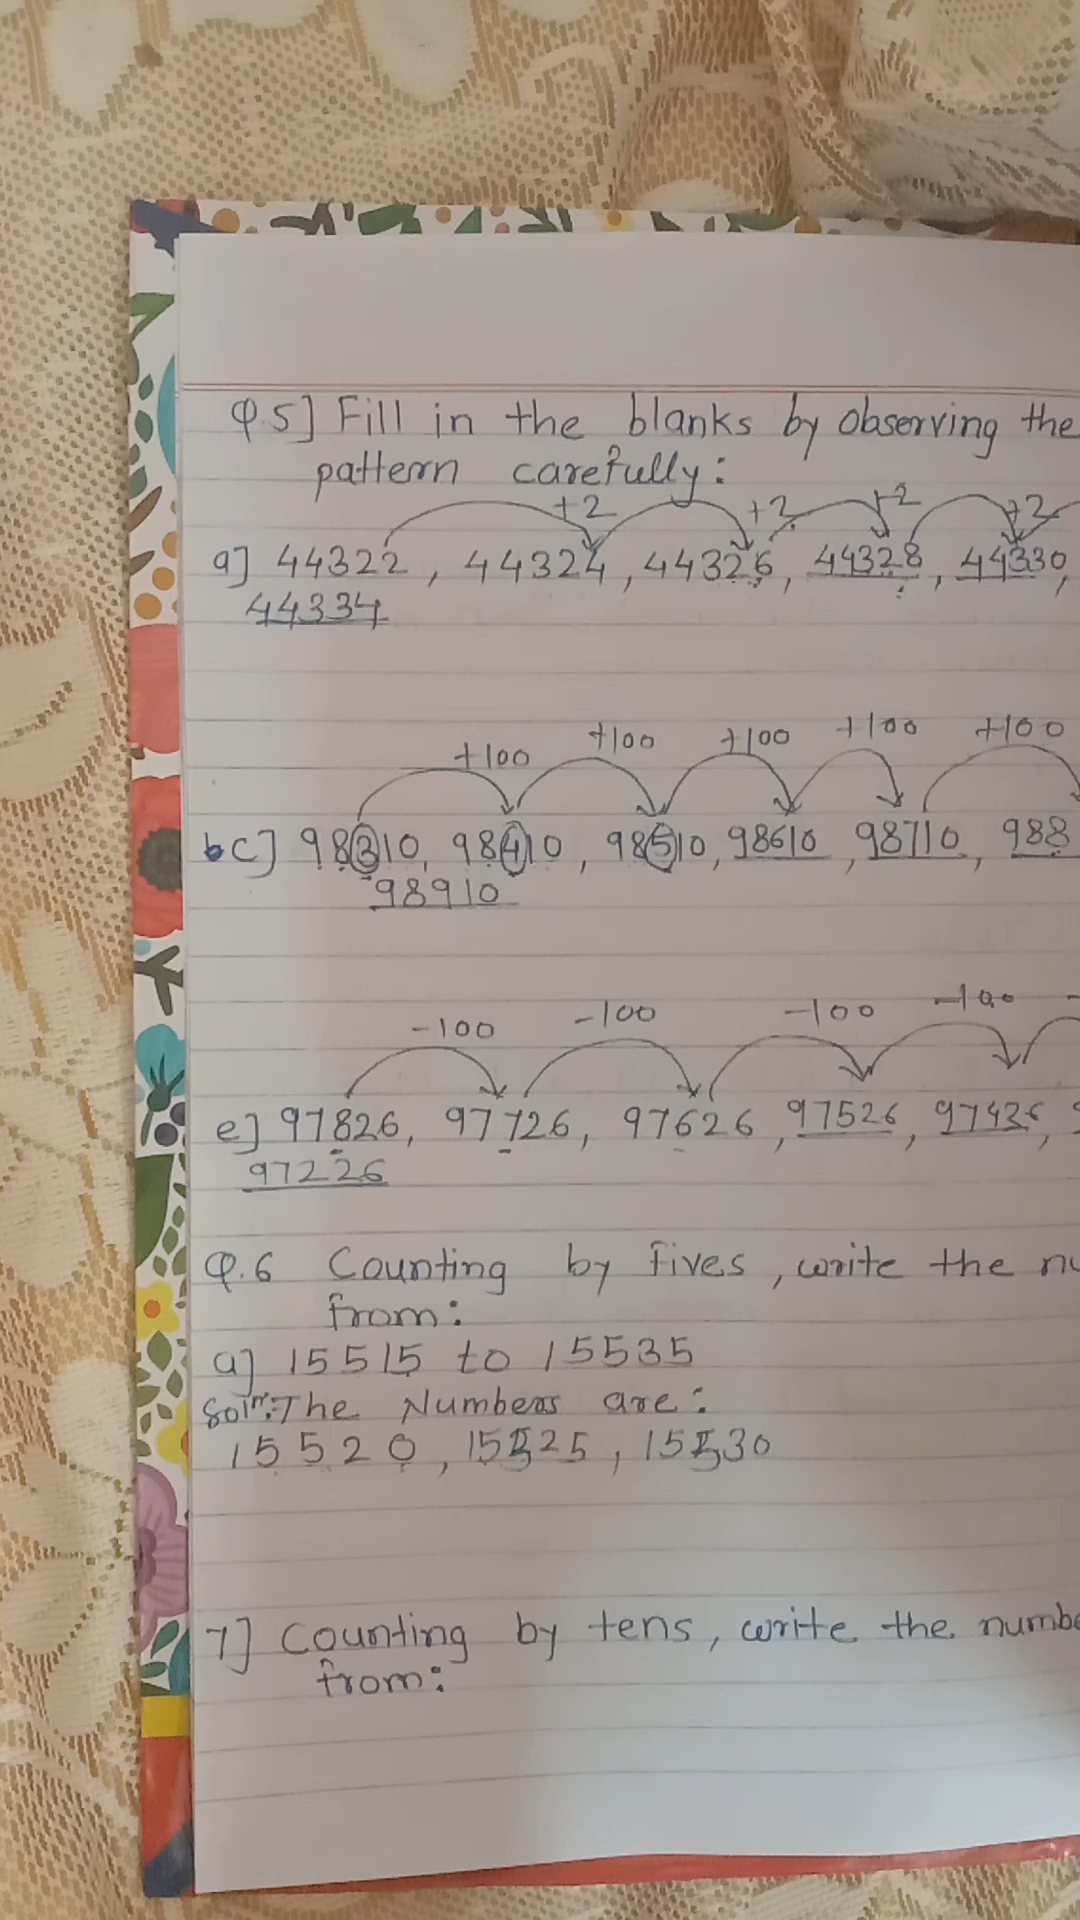 Q.5] Fill in the blanks by observing the
pattern carefully:
+2 +2 +2 +2
a] 44322, 44324, 44326, 44328, 44330,
44334
+100 +100 +100 +100 +100
c] 98310, 98410, 98510, 98610, 98710, 988
98910
-100 -100 -100 -100
e] 97826, 97726, 97626, 97526, 97426,
97226
Q.6 Counting by fives, write the
from:
a] 15515 to 15535
Soln: The Numbers are:
15520, 15525, 15530
7] Counting by tens, write the numbe
from: